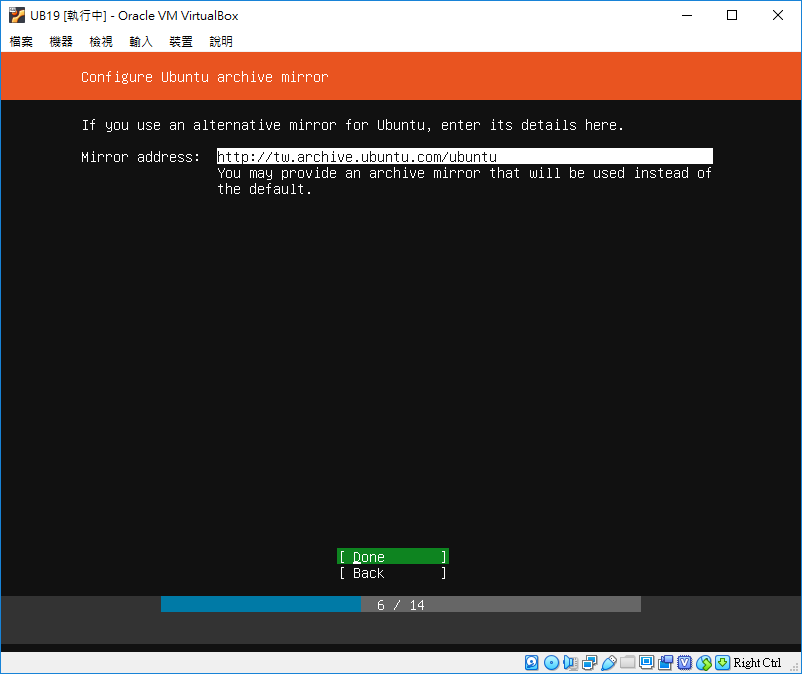 UB19 [執行中] - Oracle VM VirtualBox
檔案 機器 檢視 輸入 裝置 說明
Configure Ubuntu archive mirror
If you use an alternative mirror for Ubuntu, enter its details here.
Mirror address: http://tw.archive.ubuntu.com/ubuntu
You may provide an archive mirror that will be used instead of
the default.
[ Done ]
[ Back ]
6 / 14
Right Ctrl